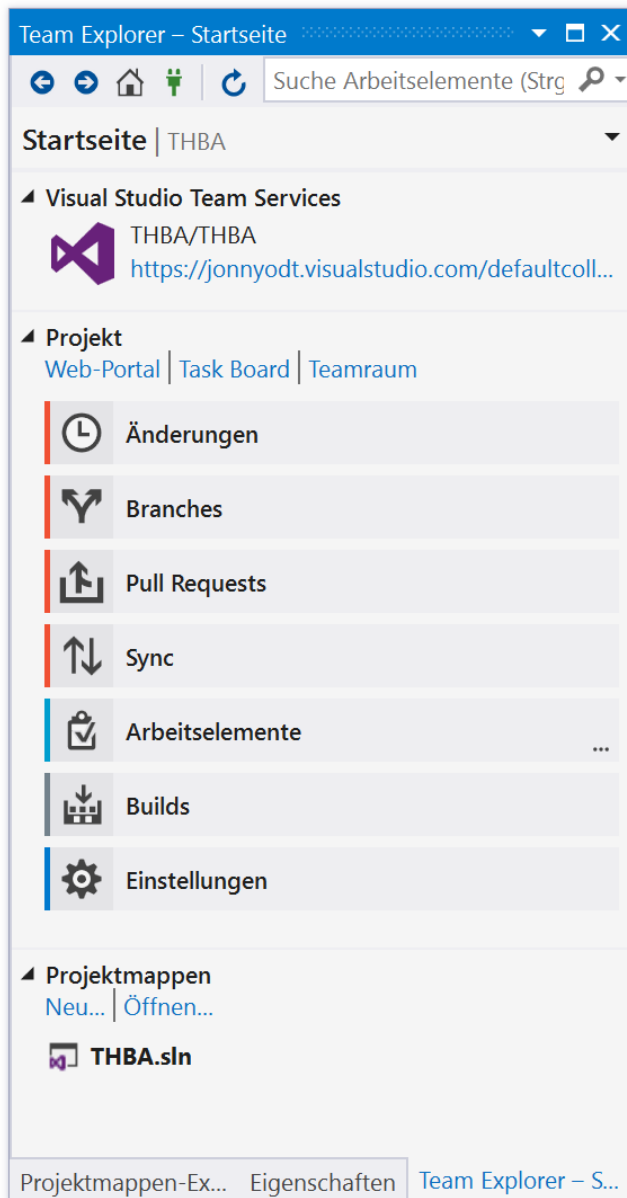 Team Explorer – Startseite
Suche Arbeitselemente (Strg
Startseite | THBA
Visual Studio Team Services
THBA/THBA
https://jonnyodt.visualstudio.com/defaultcoll...
Projekt
Web-Portal | Task Board | Teamraum
Änderungen
Branches
Pull Requests
Sync
Arbeitselemente
...
Builds
Einstellungen
Projektmappen
Neu... | Öffnen...
THBA.sln
Projektmappen-Ex... Eigenschaften Team Explorer – S...